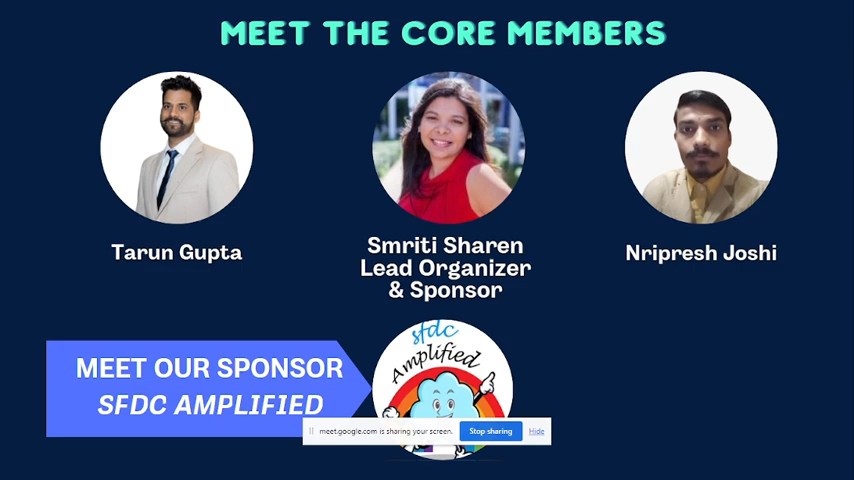 MEET THE CORE MEMBERS
Tarun Gupta
Smriti Sharen
Lead Organizer
& Sponsor
Nripresh Joshi
MEET OUR SPONSOR
SFDC AMPLIFIED
sfdc
Amplified
meet.google.com is sharing your screen.
Stop sharing
Hide